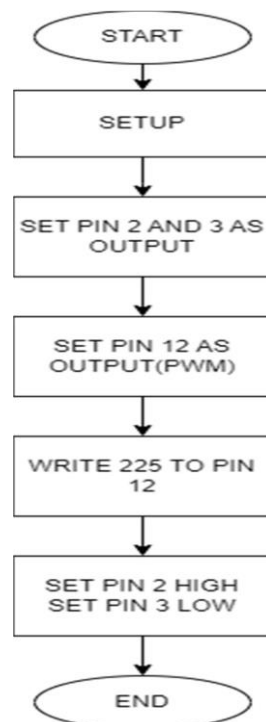 START
SETUP
SET PIN 2 AND 3 AS
OUTPUT
SET PIN 12 AS
OUTPUT(PWM)
WRITE 225 TO PIN
12
SET PIN 2 HIGH
SET PIN 3 LOW
END